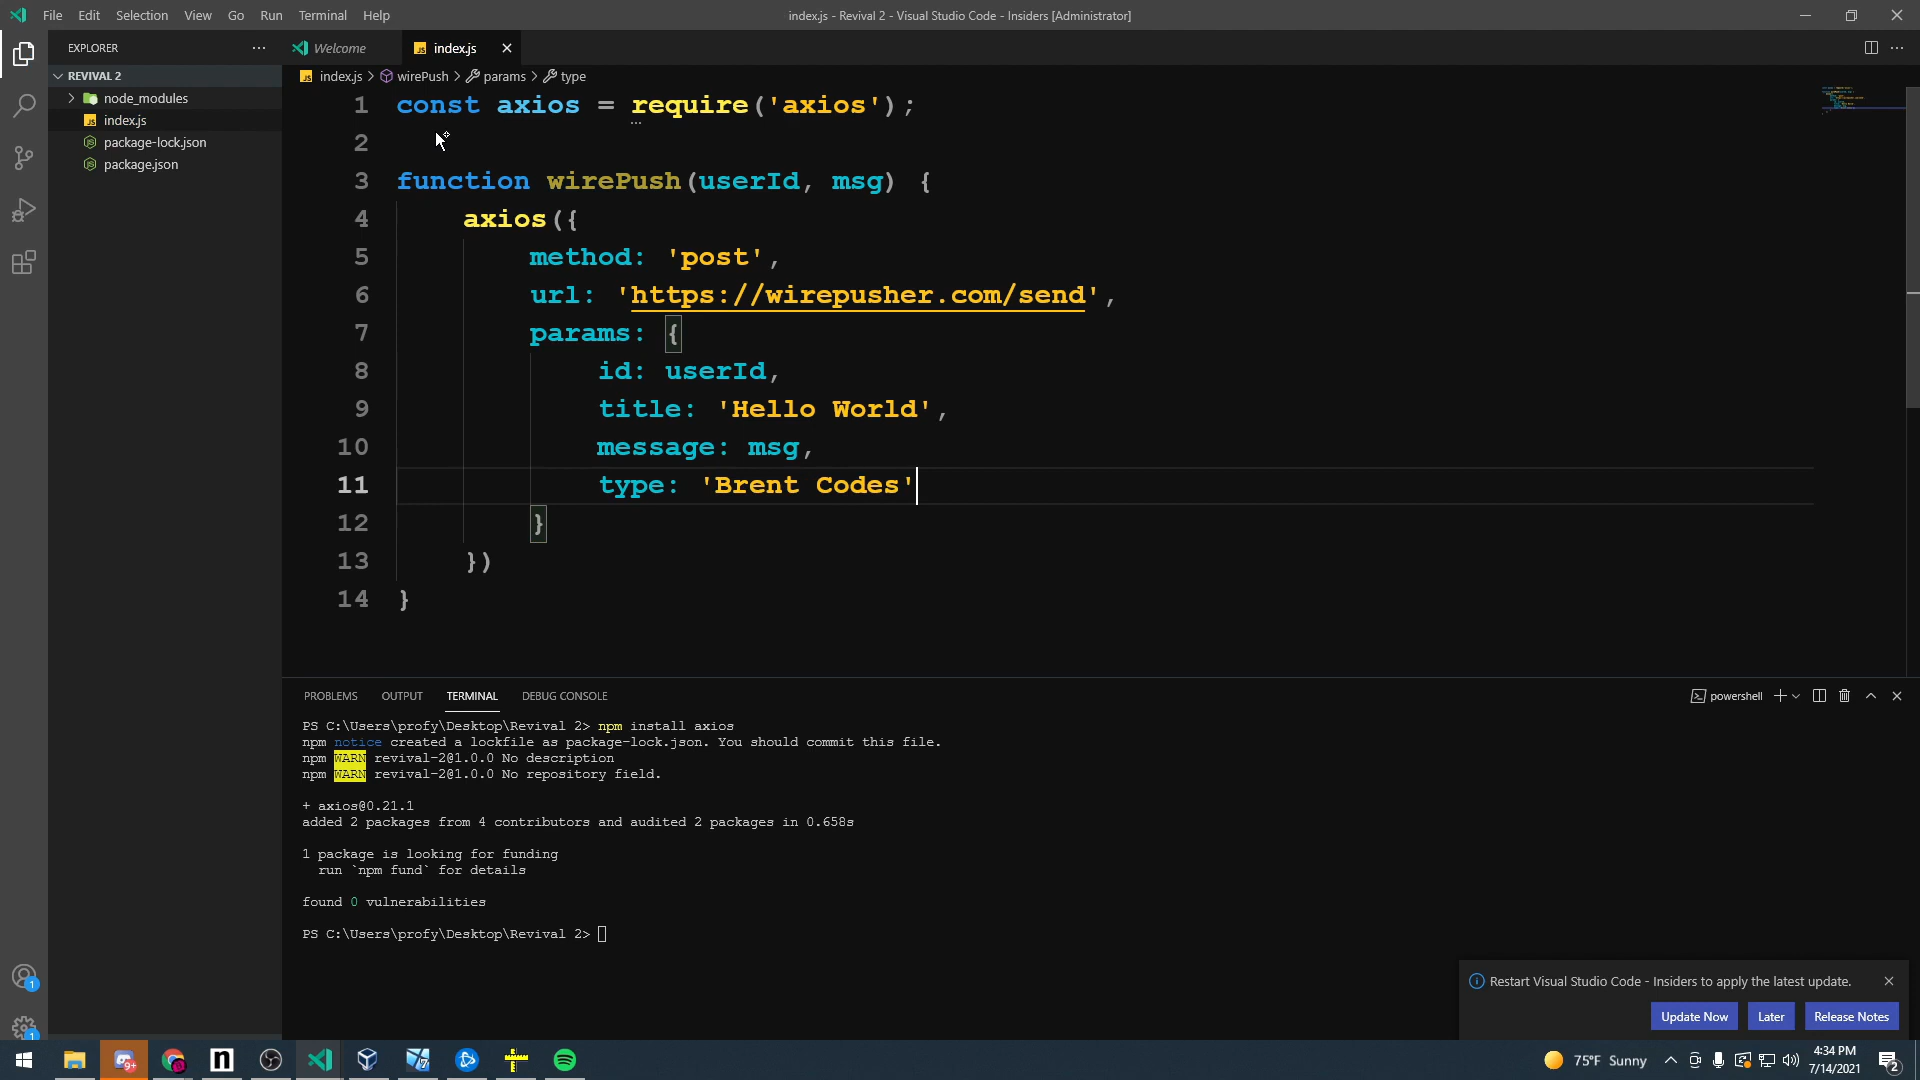 File Edit Selection View Go Run Terminal Help
index.js - Revival 2 - Visual Studio Code - Insiders [Administrator]
EXPLORER
REVIVAL 2
node_modules
index.js
package-lock.json
package.json
Welcome
index.js
index.js > wirePush > params > type
1 const axios = require('axios');
2
3 function wirePush(userId, msg) {
4 axios({
5 method: 'post',
6 url: 'https://wirepusher.com/send',
7 params: {
8 id: userId,
9 title: 'Hello World',
10 message: msg,
11 type: 'Brent Codes'
12 }
13 })
14 }
PROBLEMS OUTPUT TERMINAL DEBUG CONSOLE
powershell
PS C:\Users\profy\Desktop\Revival 2> npm install axios
npm notice created a lockfile as package-lock.json. You should commit this file.
npm WARN revival-2@1.0.0 No description
npm WARN revival-2@1.0.0 No repository field.
+ axios@0.21.1
added 2 packages from 4 contributors and audited 2 packages in 0.658s
1 package is looking for funding
run `npm fund` for details
found 0 vulnerabilities
PS C:\Users\profy\Desktop\Revival 2>
Restart Visual Studio Code - Insiders to apply the latest update.
Update Now
Later
Release Notes
1
1
9+
n
75°F Sunny
4:34 PM
7/14/2021
2